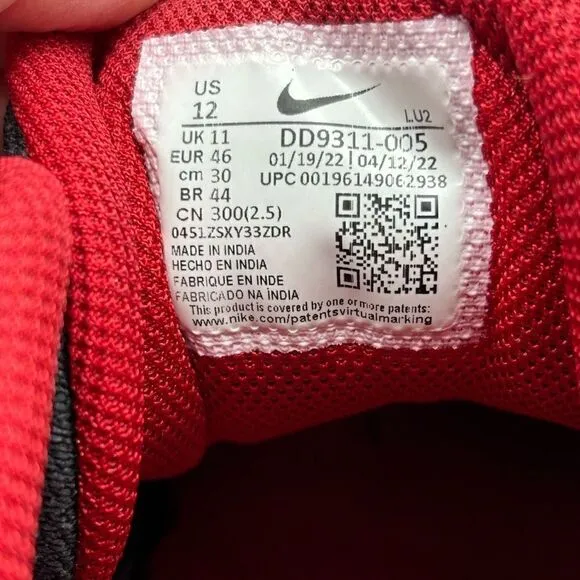 US
12
LU2
UK 11
EUR 46
cm 30
BR 44
CN 300(2.5)
DD9311-005
01/19/22 | 04/12/22
UPC 00196149062938
0451ZSXY33ZDR
MADE IN INDIA
HECHO EN INDIA
FABRIQUE EN INDE
FABRICADO NA ÍNDIA
This product is covered by one or more patents:
www.nike.com/patentsvirtualmarking